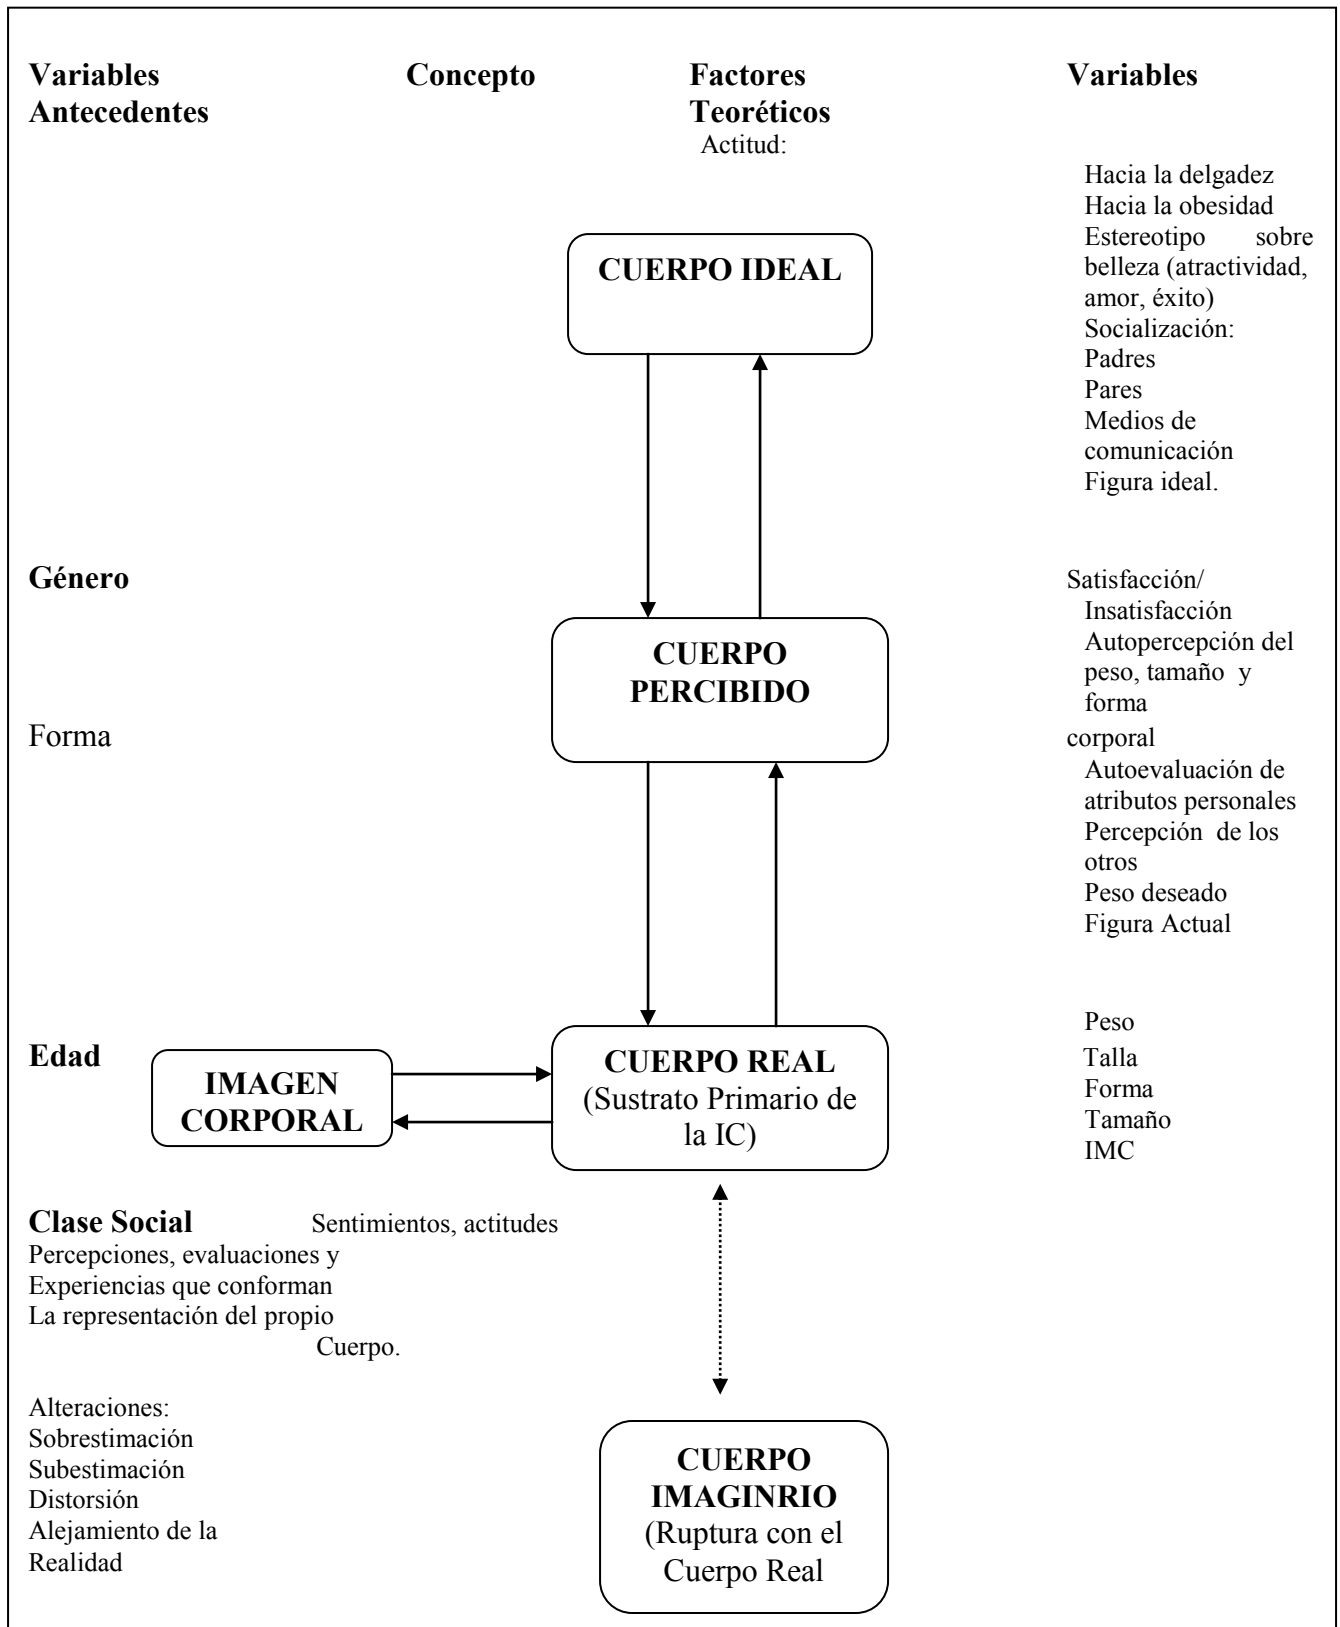 Variables
Antecedentes
Concepto
Factores
Teoréticos
Variables
Actitud:
Hacia la delgadez
Hacia la obesidad
Estereotipo sobre
belleza (atractividad,
amor, éxito)
Socialización:
Padres
Pares
Medios de
comunicación
Figura ideal.
CUERPO IDEAL
Género
Satisfacción/
Insatisfacción
Autopercepción del
peso, tamaño y
forma
corporal
Autoevaluación de
atributos personales
Percepción de los
otros
Peso deseado
Figura Actual
CUERPO
PERCIBIDO
Forma
Peso
Talla
Forma
Tamaño
IMC
Edad
IMAGEN
CORPORAL
CUERPO REAL
(Sustrato Primario de
la IC)
Clase Social Sentimientos, actitudes
Percepciones, evaluaciones y
Experiencias que conforman
La representación del propio
Cuerpo.
Alteraciones:
Sobrestimación
Subestimación
Distorsión
Alejamiento de la
Realidad
CUERPO
IMAGINRIO
(Ruptura con el
Cuerpo Real